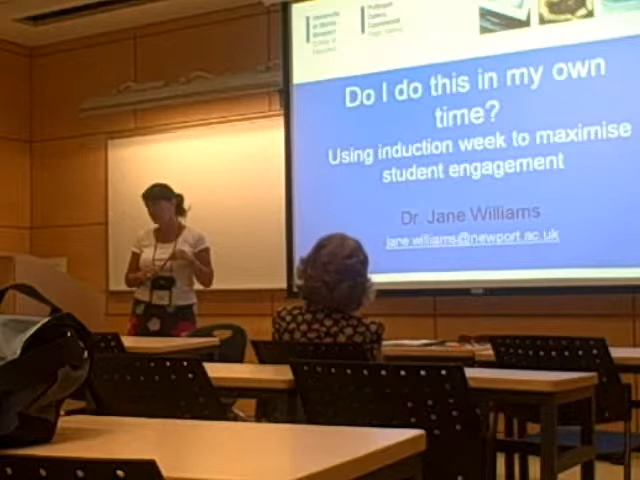 Do I do this in my own
time?
Using induction week to maximise
student engagement
Dr. Jane Williams
jane.williams@newport.ac.uk